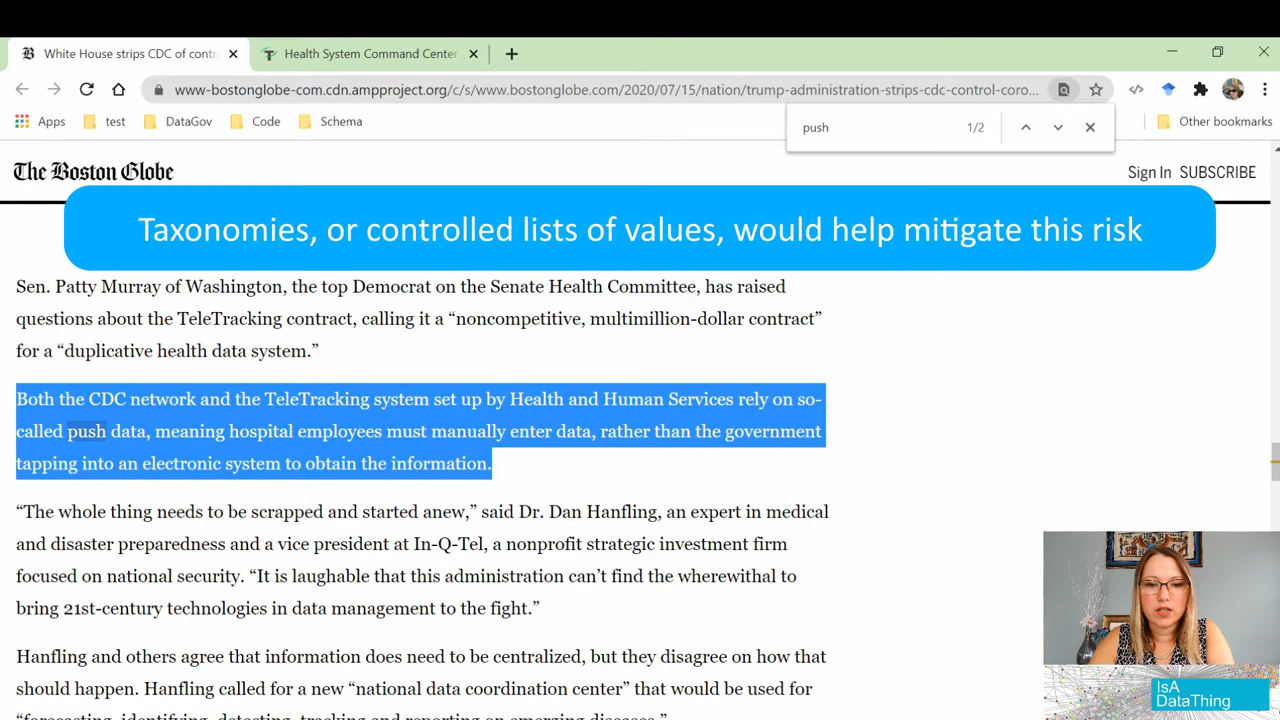 White House strips CDC of contr
Health System Command Center
www-bostonglobe-com.cdn.ampproject.org/c/s/www.bostonglobe.com/2020/07/15/nation/trump-administration-strips-cdc-control-coro...
Apps
test
DataGov
Code
Schema
Other bookmarks
push
1/2
The Boston Globe
Sign In SUBSCRIBE
Taxonomies, or controlled lists of values, would help mitigate this risk
Sen. Patty Murray of Washington, the top Democrat on the Senate Health Committee, has raised
questions about the TeleTracking contract, calling it a “noncompetitive, multimillion-dollar contract”
for a “duplicative health data system.”
Both the CDC network and the TeleTracking system set up by Health and Human Services rely on so-
called push data, meaning hospital employees must manually enter data, rather than the government
tapping into an electronic system to obtain the information.
“The whole thing needs to be scrapped and started anew,” said Dr. Dan Hanfling, an expert in medical
and disaster preparedness and a vice president at In-Q-Tel, a nonprofit strategic investment firm
focused on national security. “It is laughable that this administration can’t find the wherewithal to
bring 21st-century technologies in data management to the fight.”
Hanfling and others agree that information does need to be centralized, but they disagree on how that
should happen. Hanfling called for a new “national data coordination center” that would be used for
“forecasting, identifying, detecting, tracking and reporting on emerging diseases.”
IsA
DataThing